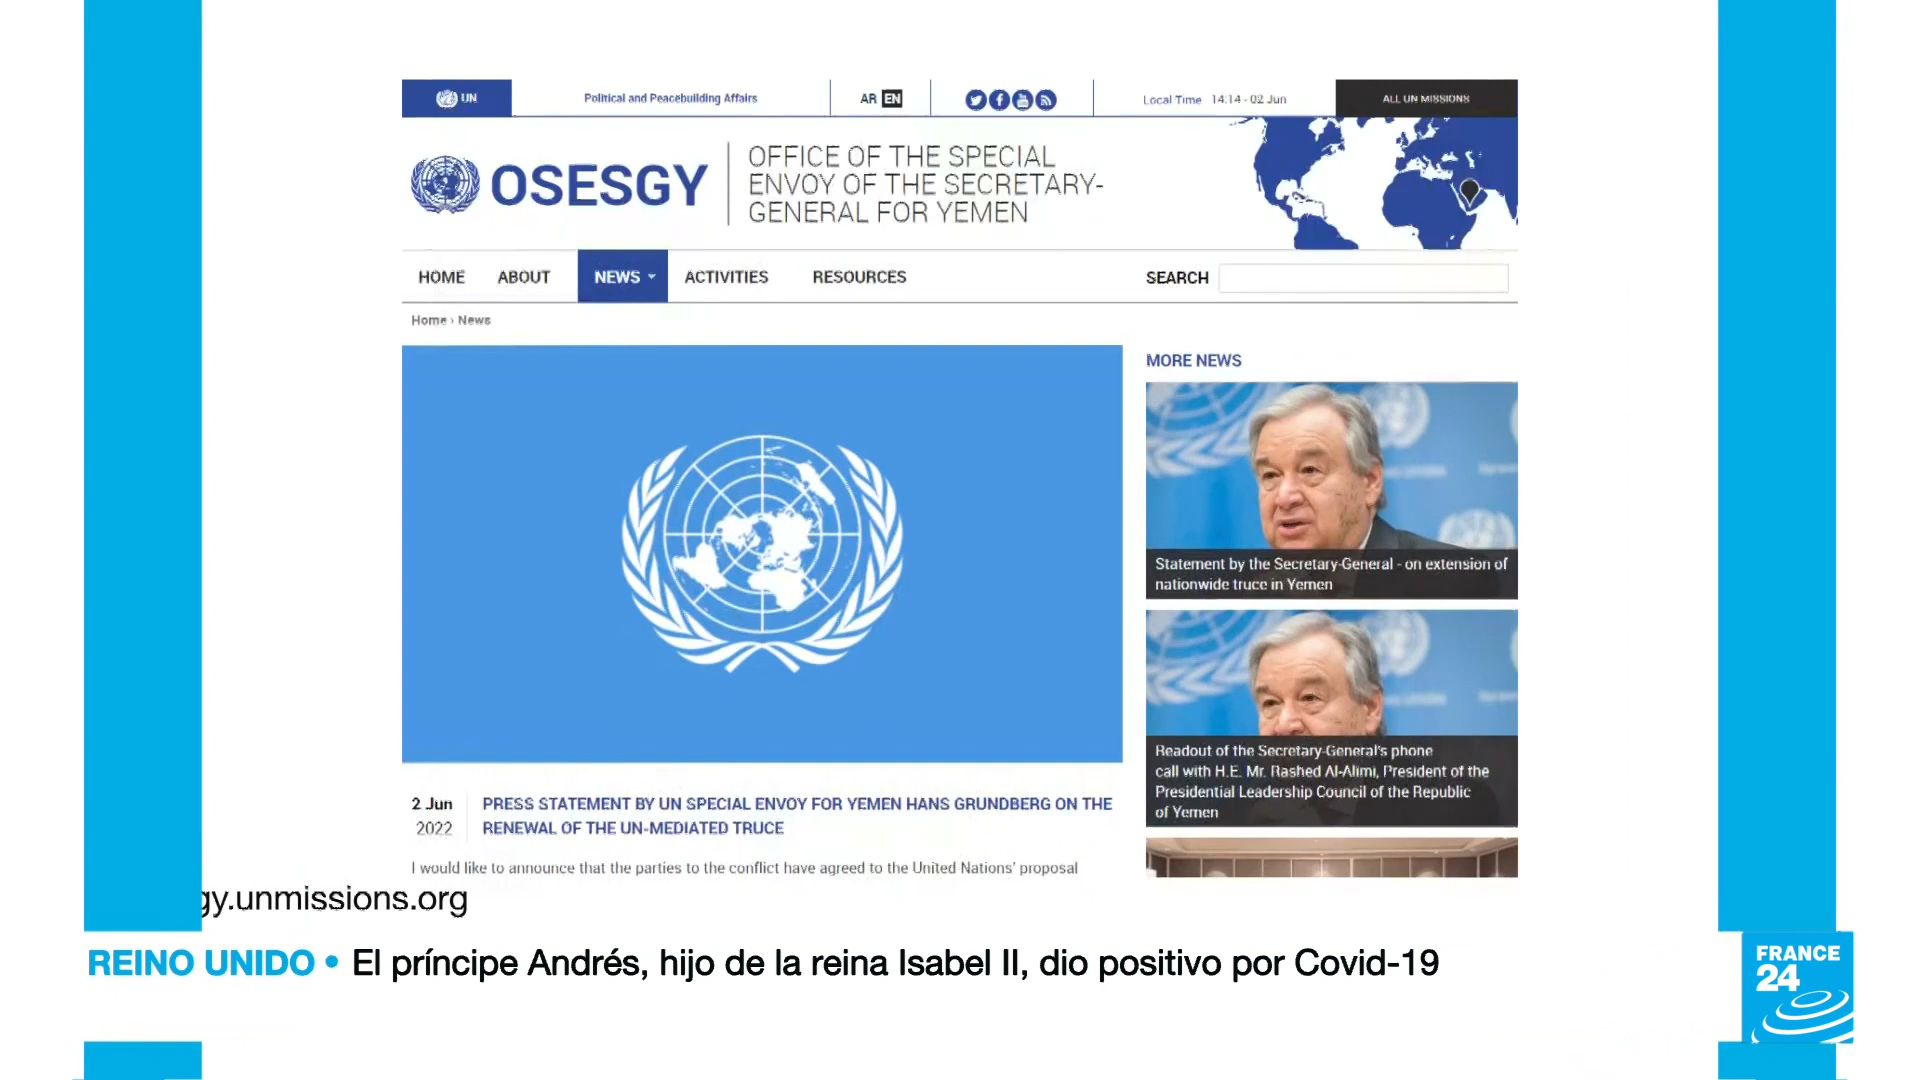 UN
Political and Peacebuilding Affairs
AR EN
Local Time 14:14 - 02 Jun
ALL UN MISSIONS
OSESGY
OFFICE OF THE SPECIAL
ENVOY OF THE SECRETARY-
GENERAL FOR YEMEN
HOME
ABOUT
NEWS
ACTIVITIES
RESOURCES
SEARCH
Home › News
MORE NEWS
Statement by the Secretary-General - on extension of
nationwide truce in Yemen
Readout of the Secretary-General's phone
call with H.E. Mr. Rashed Al-Alimi, President of the
Presidential Leadership Council of the Republic
of Yemen
2 Jun
2022
PRESS STATEMENT BY UN SPECIAL ENVOY FOR YEMEN HANS GRUNDBERG ON THE
RENEWAL OF THE UN-MEDIATED TRUCE
I would like to announce that the parties to the conflict have agreed to the United Nations' proposal
gy.unmissions.org
REINO UNIDO • El príncipe Andrés, hijo de la reina Isabel II, dio positivo por Covid-19
FRANCE
24